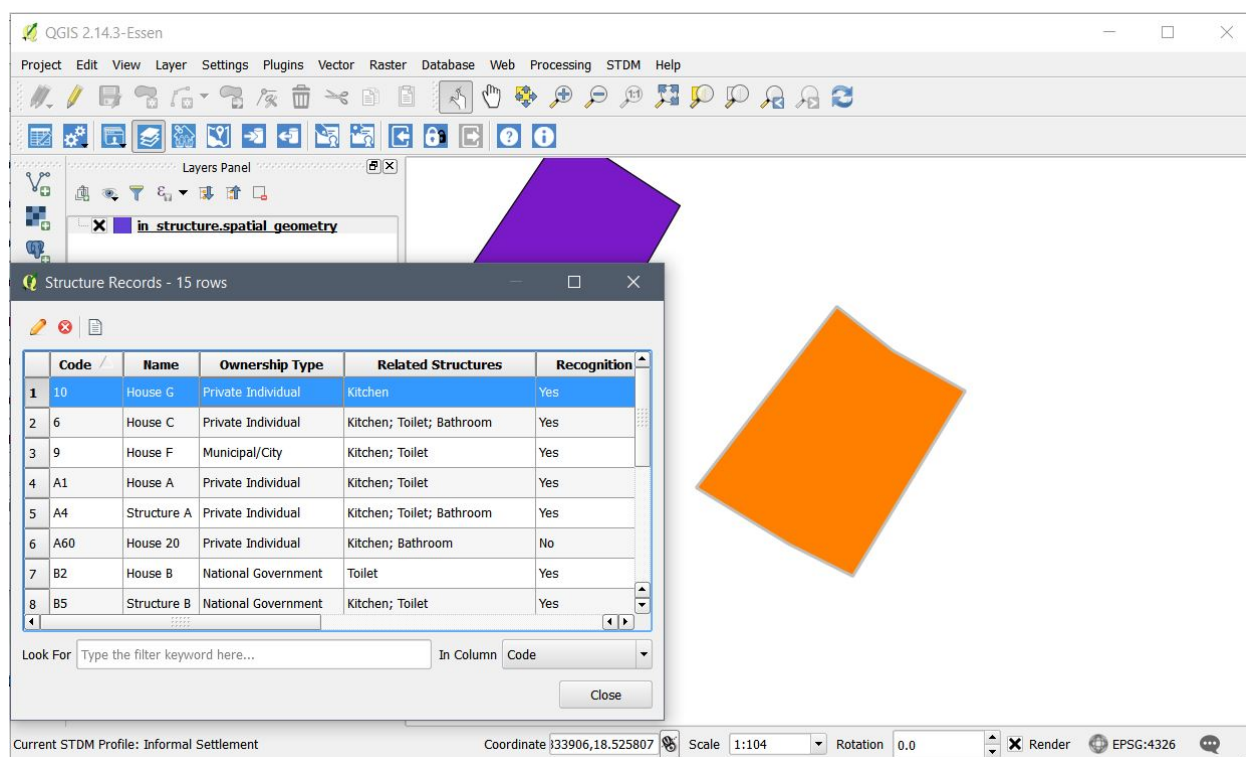 QGIS 2.14.3-Essen
Project Edit View Layer Settings Plugins Vector Raster Database Web Processing STDM Help
Layers Panel
in_structure.spatial_geometry
Structure Records - 15 rows
Code Name Ownership Type Related Structures Recognition
1 10 House G Private Individual Kitchen Yes
2 6 House C Private Individual Kitchen; Toilet; Bathroom Yes
3 9 House F Municipal/City Kitchen; Toilet Yes
4 A1 House A Private Individual Kitchen; Toilet Yes
5 A4 Structure A Private Individual Kitchen; Toilet; Bathroom Yes
6 A60 House 20 Private Individual Kitchen; Bathroom No
7 B2 House B National Government Toilet Yes
8 B5 Structure B National Government Kitchen; Toilet Yes
Look For Type the filter keyword here... In Column Code
Close
Current STDM Profile: Informal Settlement Coordinate 33906,18.525807 Scale 1:104 Rotation 0.0 Render EPSG:4326